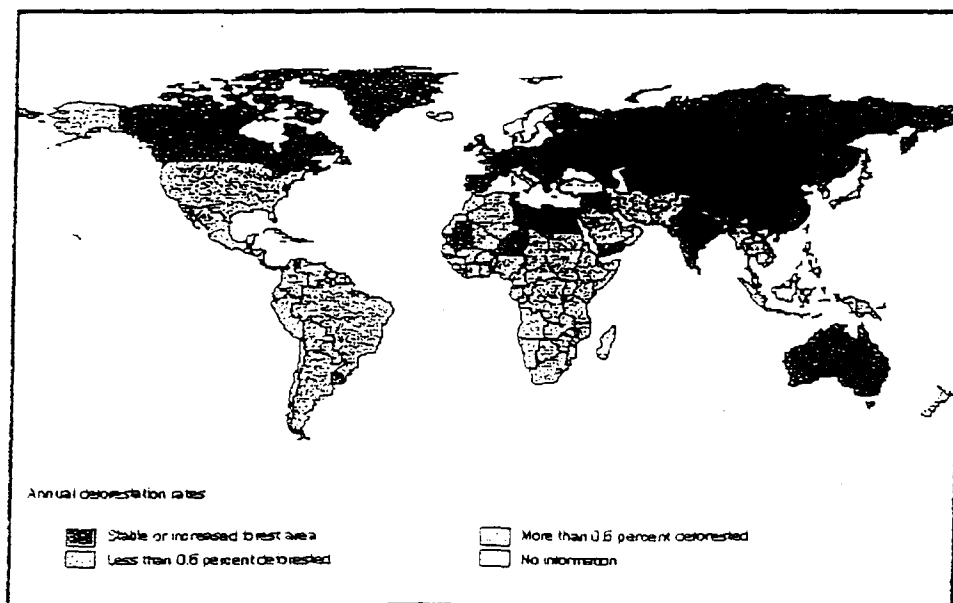 Annual deforestation rates
Stable or increased forest area
Less than 0.6 percent deforested
More than 0.6 percent deforested
No information